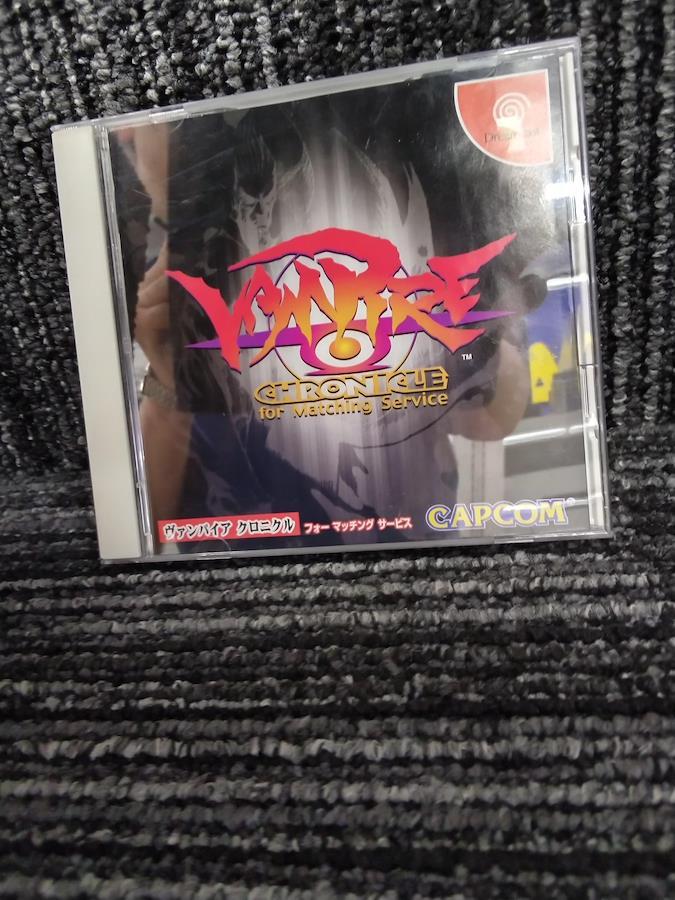 Dreamcast
VAMPIRE
TM
CHRONICLE
for Matching Service
ヴァンパイア クロニクル フォー マッチング サービス
CAPCOM®